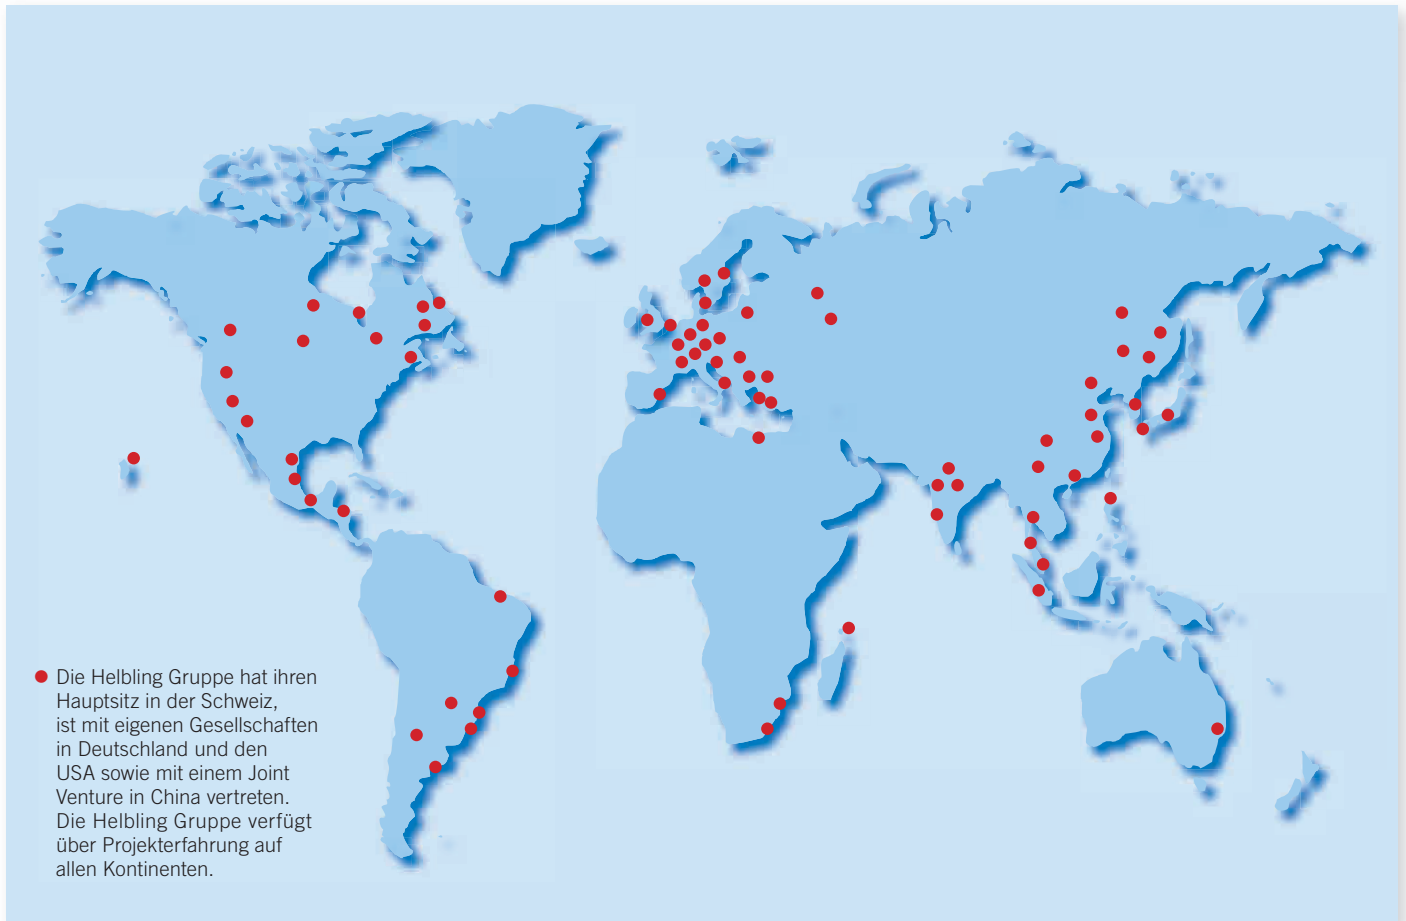 Die Helbling Gruppe hat ihren
Hauptsitz in der Schweiz,
ist mit eigenen Gesellschaften
in Deutschland und den
USA sowie mit einem Joint
Venture in China vertreten.
Die Helbling Gruppe verfügt
über Projekterfahrung auf
allen Kontinenten.